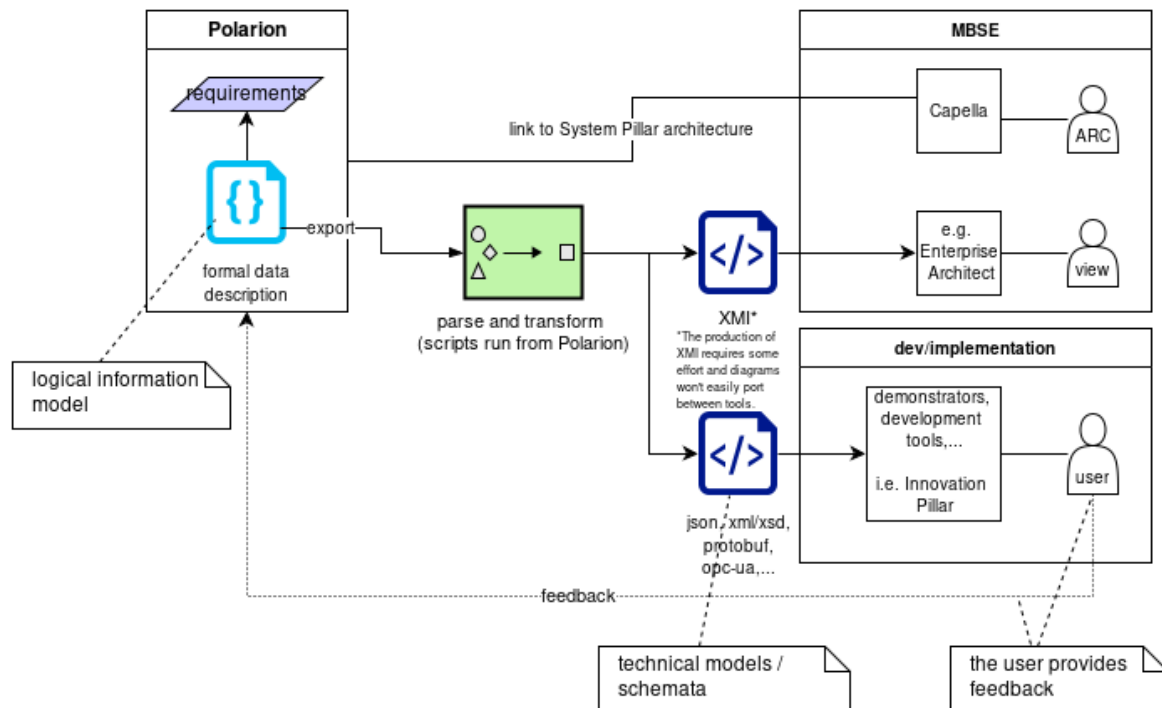 Polarion
requirements
formal data
description
export
logical information
model
link to System Pillar architecture
parse and transform
(scripts run from Polarion)
MBSE
Capella
ARC
e.g.
Enterprise
Architect
view
XMI*
*The production of
XMI requires some
effort and diagrams
won't easily port
between tools.
dev/implementation
demonstrators,
development
tools,...
i.e. Innovation
Pillar
user
json, xml/xsd,
protobuf,
opc-ua,...
feedback
technical models /
schemata
the user provides
feedback